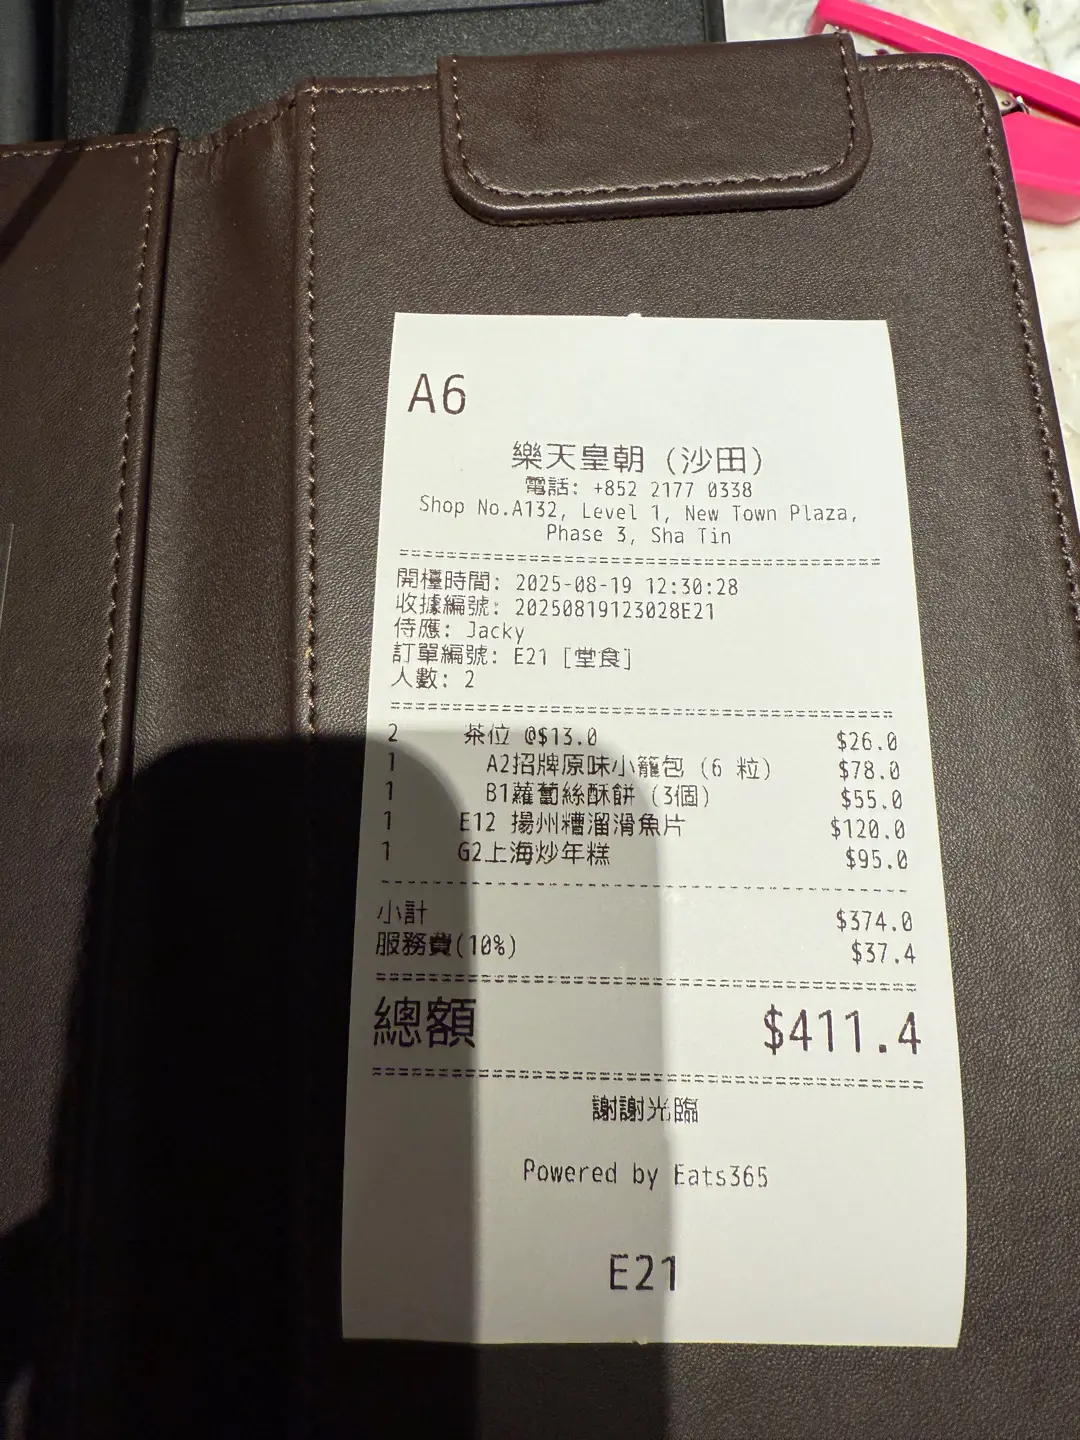 A6
樂天皇朝 (沙田)
電話: +852 2177 0338
Shop No.A132, Level 1, New Town Plaza,
Phase 3, Sha Tin
開檯時間: 2025-08-19 12:30:28
收據編號: 20250819123028E21
侍應: Jacky
訂單編號: E21 [堂食]
人數: 2
2 茶位 @$13.0 $26.0
1 A2招牌原味小籠包 (6 粒) $78.0
1 B1蘿蔔絲酥餅 (3個) $55.0
1 E12 揚州糟溜滑魚片 $120.0
1 G2上海炒年糕 $95.0
小計 $374.0
服務費(10%) $37.4
總額 $411.4
謝謝光臨
Powered by Eats365
E21